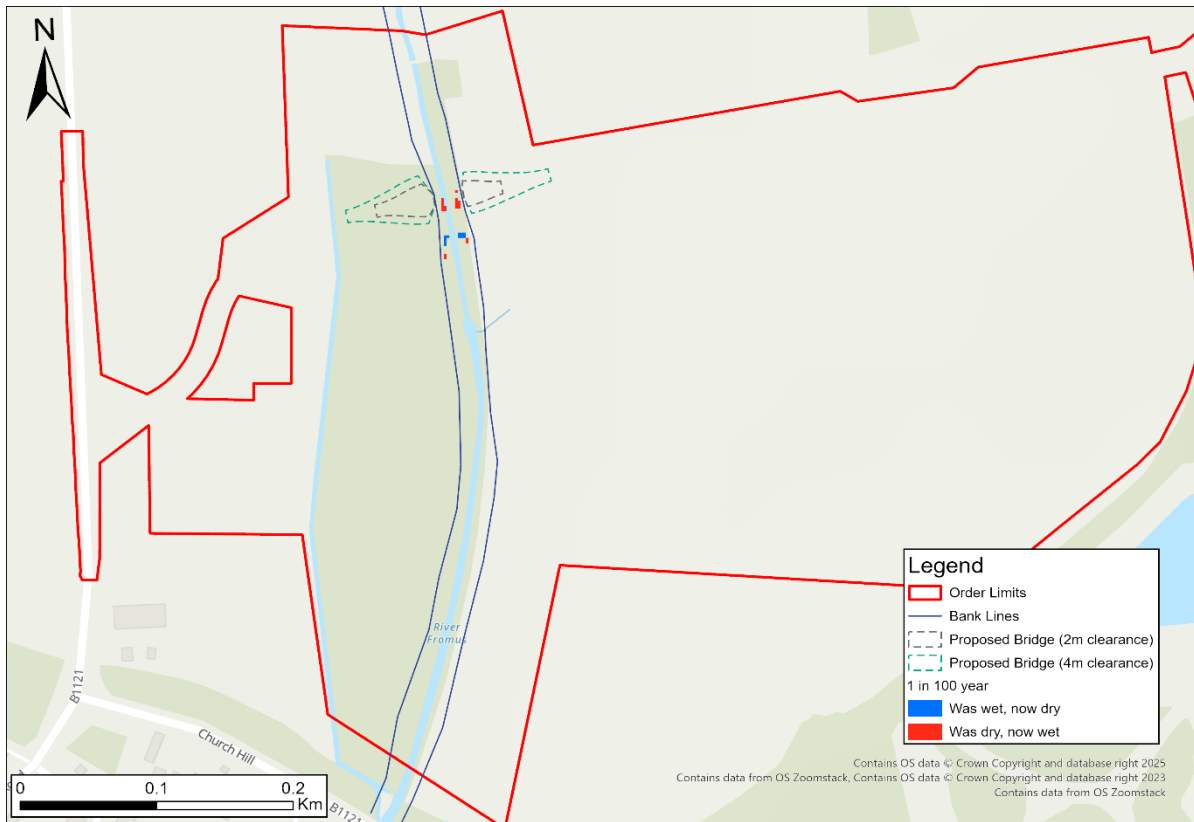 N
River
Fromus
B1121
Church Hill
B1121
0
0.1
0.2
Km
Legend
Order Limits
Bank Lines
Proposed Bridge (2m clearance)
Proposed Bridge (4m clearance)
1 in 100 year
Was wet, now dry
Was dry, now wet
Contains OS data © Crown Copyright and database right 2025
Contains data from OS Zoomstack, Contains OS data © Crown Copyright and database right 2023
Contains data from OS Zoomstack